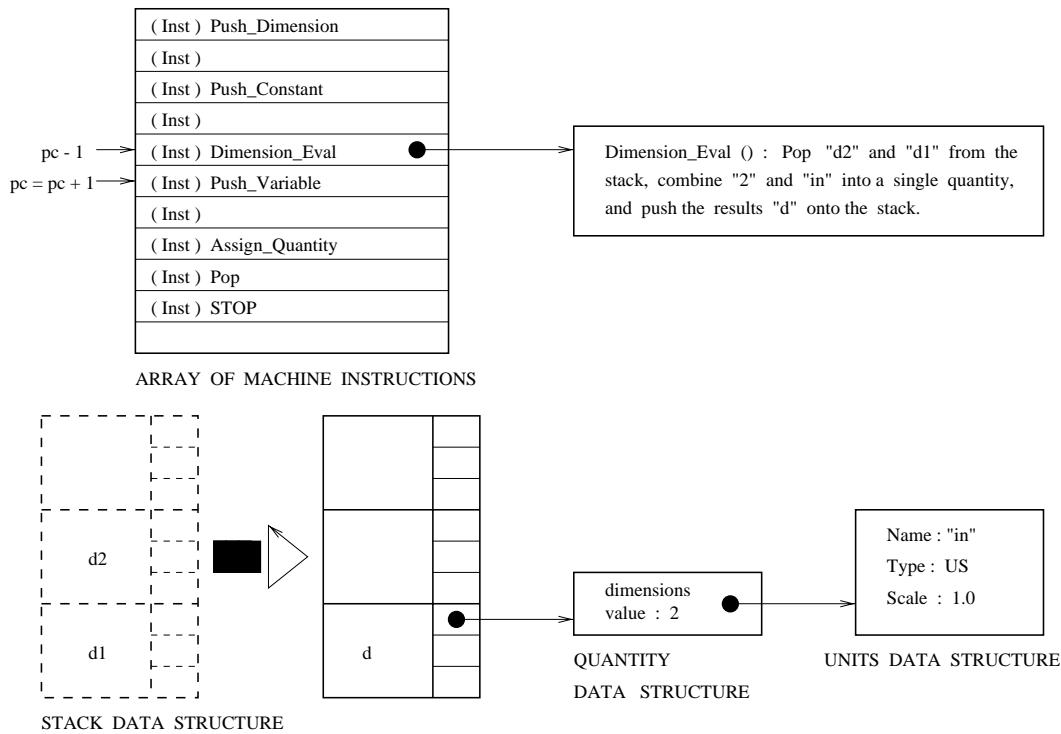 ( Inst ) Push_Dimension
( Inst )
( Inst ) Push_Constant
( Inst )
pc - 1
( Inst ) Dimension_Eval
pc = pc + 1
( Inst ) Push_Variable
( Inst )
( Inst ) Assign_Quantity
( Inst ) Pop
( Inst ) STOP
ARRAY OF MACHINE INSTRUCTIONS
Dimension_Eval () : Pop "d2" and "d1" from the
stack, combine "2" and "in" into a single quantity,
and push the results "d" onto the stack.
d2
d1
STACK DATA STRUCTURE
d
dimensions
value : 2
QUANTITY
DATA STRUCTURE
Name : "in"
Type : US
Scale : 1.0
UNITS DATA STRUCTURE